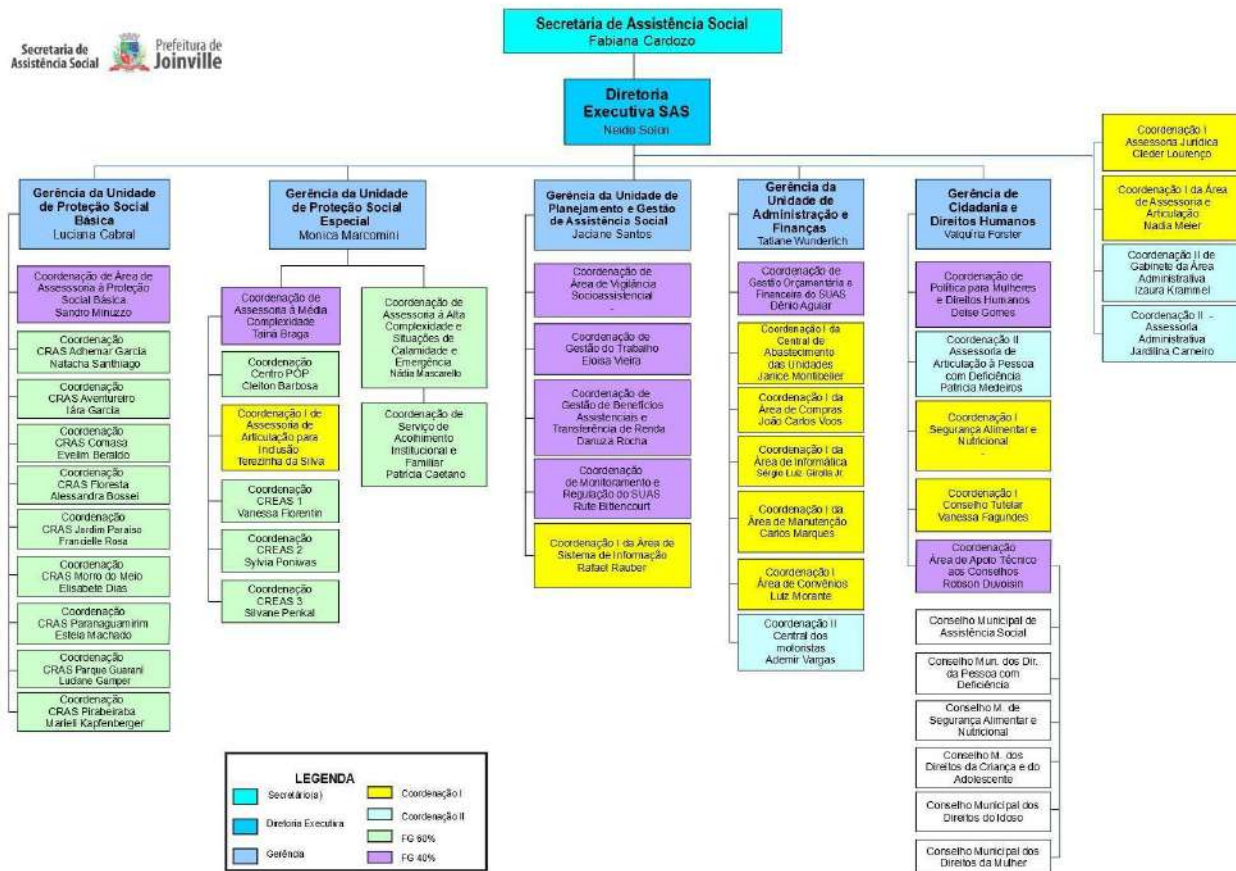 Secretaria de
Assistência Social
Prefeitura de
Joinville
Secretária de Assistência Social
Fabiana Cardozo
Diretoria
Executiva SAS
Neide Solon
Coordenação I
Assessoria Jurídica
Cleder Lourenço
Coordenação I da Área
de Assessoria e
Articulação
Nadia Meier
Coordenação II de
Gabinete da Área
Administrativa
Izaura Krammel
Coordenação II -
Assessoria
Administrativa
Jardilina Carneiro
Gerência da Unidade
de Proteção Social
Básica
Luciana Cabral
Coordenação de Área de
Assesssoria à Proteção
Social Básica
Sandro Minuzzo
Coordenação
CRAS Adhemar Garcia
Natacha Santhiago
Coordenação
CRAS Aventureiro
Iára Garcia
Coordenação
CRAS Comasa
Evelim Beraldo
Coordenação
CRAS Floresta
Alessandra Bossei
Coordenação
CRAS Jardim Paraiso
Francielle Rosa
Coordenação
CRAS Morro do Meio
Elisabete Dias
Coordenação
CRAS Paranaguamirim
Estela Machado
Coordenação
CRAS Parque Guarani
Luciane Gamper
Coordenação
CRAS Pirabeiraba
Marieli Kapfenberger
Gerência da Unidade
de Proteção Social
Especial
Monica Marcomini
Coordenação de
Assessoria à Média
Complexidade
Tainá Braga
Coordenação
Centro PÓP
Cleiton Barbosa
Coordenação I de
Assessoria de
Articulação para
Inclusão
Terezinha da Silva
Coordenação
CREAS 1
Vanessa Florentin
Coordenação
CREAS 2
Sylvia Poniwas
Coordenação
CREAS 3
Silvane Penkal
Coordenação de
Assessoria à Alta
Complexidade e
Situações de
Calamidade e
Emergência
Nádia Mascarello
Coordenação de
Serviço de
Acolhimento
Institucional e
Familiar
Patrícia Caetano
Gerência da Unidade de
Planejamento e Gestão
de Assistência Social
Jaciane Santos
Coordenação de
Área de Vigilância
Socioassistencial
-
Coordenação de
Gestão do Trabalho
Eloisa Vieira
Coordenação de
Gestão de Benefícios
Assistenciais e
Transferência de Renda
Danuza Rocha
Coordenação
de Monitoramento e
Regulação do SUAS
Rute Bittencourt
Coordenação I da Área de
Sistema de Informação
Rafael Rauber
Gerência da
Unidade de
Administração e
Finanças
Tatiane Wunderlich
Coordenação de
Gestão Orçamentária e
Financeira do SUAS
Dênio Aguiar
Coordenação I da
Central de
Abastecimento
das Unidades
Janice Montibeller
Coordenação I da
Área de Compras
João Carlos Voos
Coordenação I da
Área de Informática
Sérgio Luiz Girolla Jr.
Coordenação I da
Área de Manutenção
Carlos Marques
Coordenação I
Área de Convênios
Luiz Morante
Coordenação II
Central dos
motoristas
Ademir Vargas
Gerência de
Cidadania e
Direitos Humanos
Valquíria Forster
Coordenação de
Política para Mulheres
e Direitos Humanos
Deise Gomes
Coordenação II
Assessoria de
Articulação à Pessoa
com Deficiência
Patricia Medeiros
Coordenação I
Segurança Alimentar e
Nutricional
-
Coordenação I
Conselho Tutelar
Vanessa Fagundes
Coordenação
Área de Apoio Técnico
aos Conselhos
Robson Duvoisin
Conselho Municipal de
Assistência Social
Conselho Mun. dos Dir.
da Pessoa com
Deficiência
Conselho M. de
Segurança Alimentar e
Nutricional
Conselho M. dos
Direitos da Criança e do
Adolescente
Conselho Municipal dos
Direitos do Idoso
Conselho Municipal dos
Direitos da Mulher
LEGENDA
Secretário(a)
Diretoria Executiva
Gerência
Coordenação I
Coordenação II
FG 60%
FG 40%